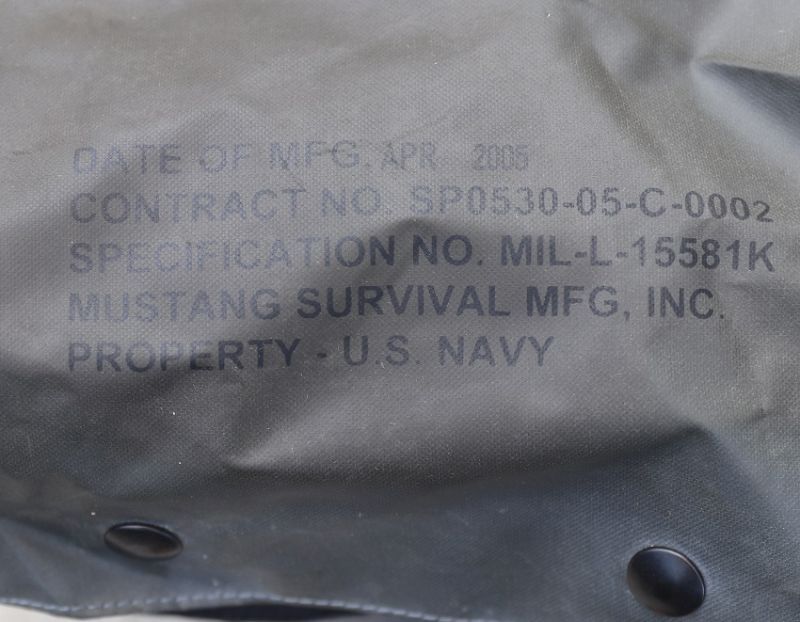 DATE OF MFG. APR 2005
CONTRACT NO. SP0530-05-C-0002
SPECIFICATION NO. MIL-L-15581K
MUSTANG SURVIVAL MFG, INC.
PROPERTY - U.S. NAVY